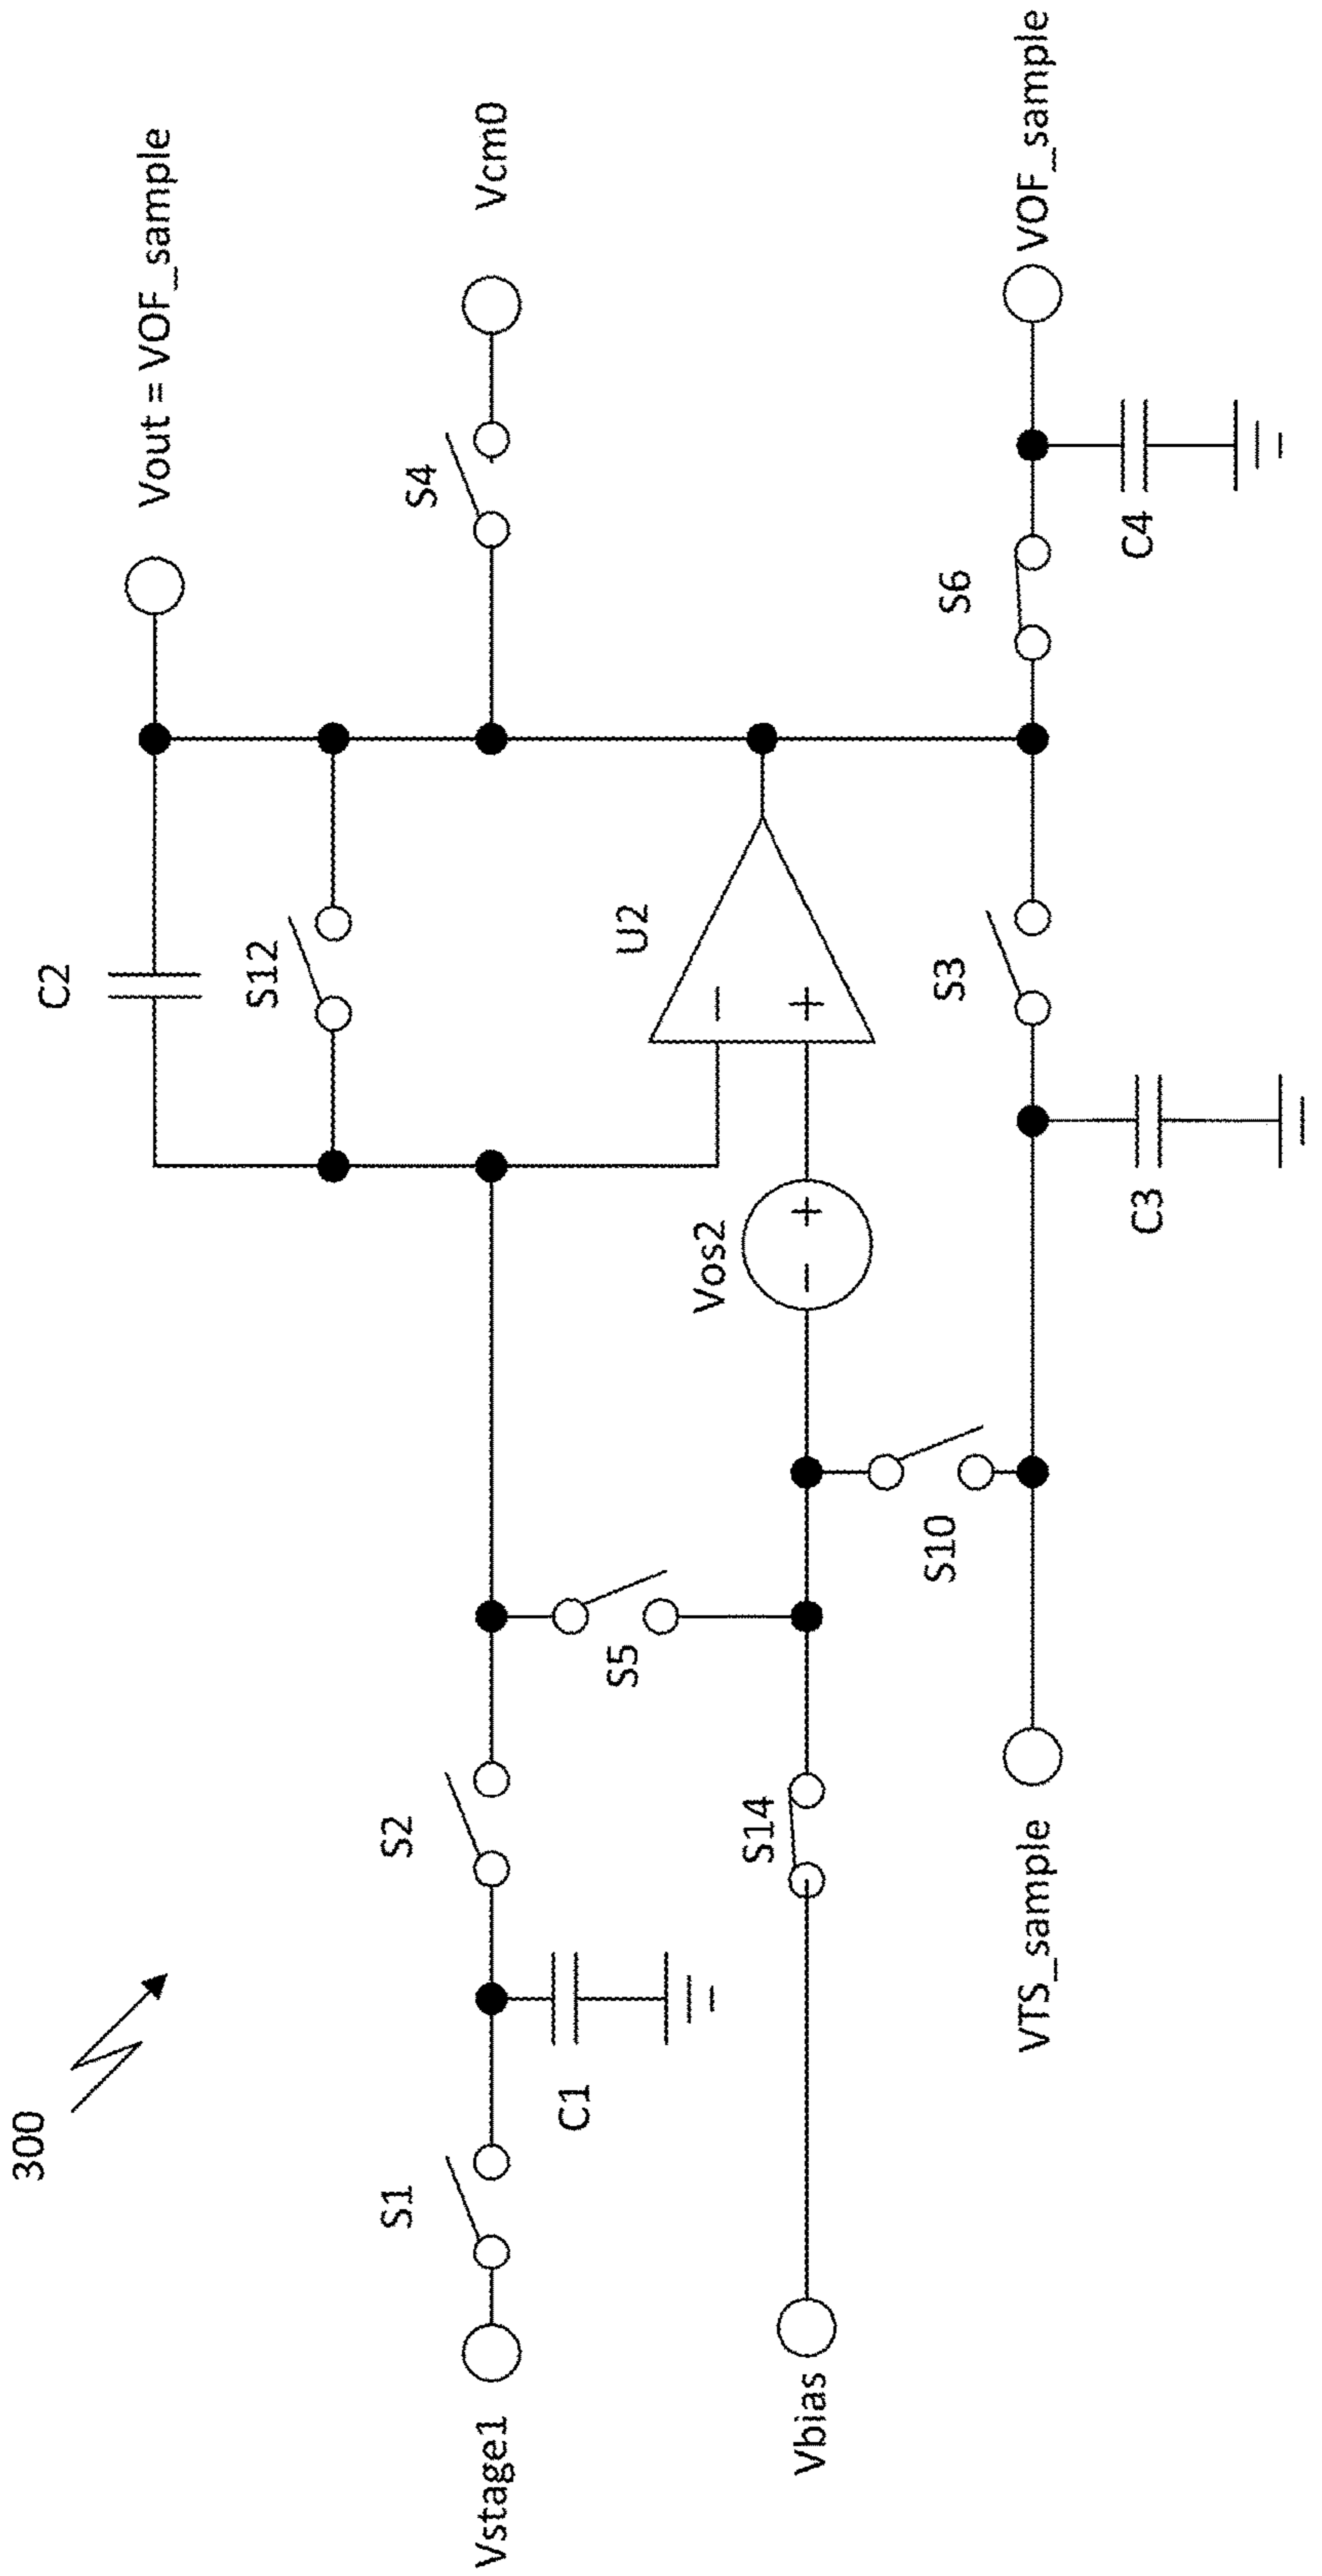 300
Vout = VOF_sample
C2
S12
Vcm0
S4
S1
S2
Vstage1
C1
S5
U2
−
+
Vos2
−
+
Vbias
S14
S10
S3
S6
VTS_sample
C3
C4
VOF_sample